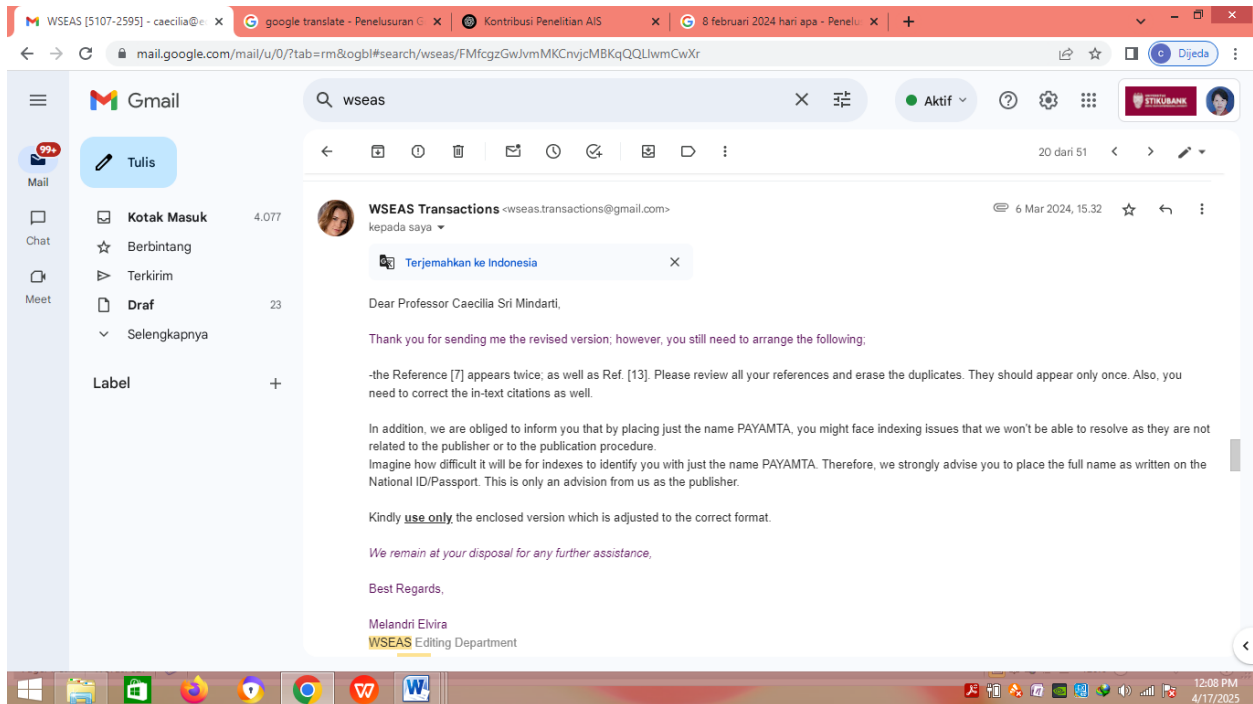 WSEAS [5107-2595] - caecilia@e
google translate - Penelusuran G
Kontribusi Penelitian AIS
8 februari 2024 hari apa - Penelu
mail.google.com/mail/u/0/?tab=rm&ogbl#search/wseas/FMfcgzGwJvmMKCnvjcMBKqQQLlwmCwXr
C
Dijeda
Gmail
wseas
Aktif
STIKUBANK
99+
Mail
Chat
Meet
Tulis
Kotak Masuk 4.077
Berbintang
Terkirim
Draf 23
Selengkapnya
Label
20 dari 51
WSEAS Transactions <wseas.transactions@gmail.com>
6 Mar 2024, 15.32
kepada saya
Terjemahkan ke Indonesia
Dear Professor Caecilia Sri Mindarti,
Thank you for sending me the revised version; however, you still need to arrange the following;
-the Reference [7] appears twice; as well as Ref. [13]. Please review all your references and erase the duplicates. They should appear only once. Also, you
need to correct the in-text citations as well.
In addition, we are obliged to inform you that by placing just the name PAYAMTA, you might face indexing issues that we won't be able to resolve as they are not
related to the publisher or to the publication procedure.
Imagine how difficult it will be for indexes to identify you with just the name PAYAMTA. Therefore, we strongly advise you to place the full name as written on the
National ID/Passport. This is only an advision from us as the publisher.
Kindly use only the enclosed version which is adjusted to the correct format.
We remain at your disposal for any further assistance,
Best Regards,
Melandri Elvira
WSEAS Editing Department
12:08 PM
4/17/2025